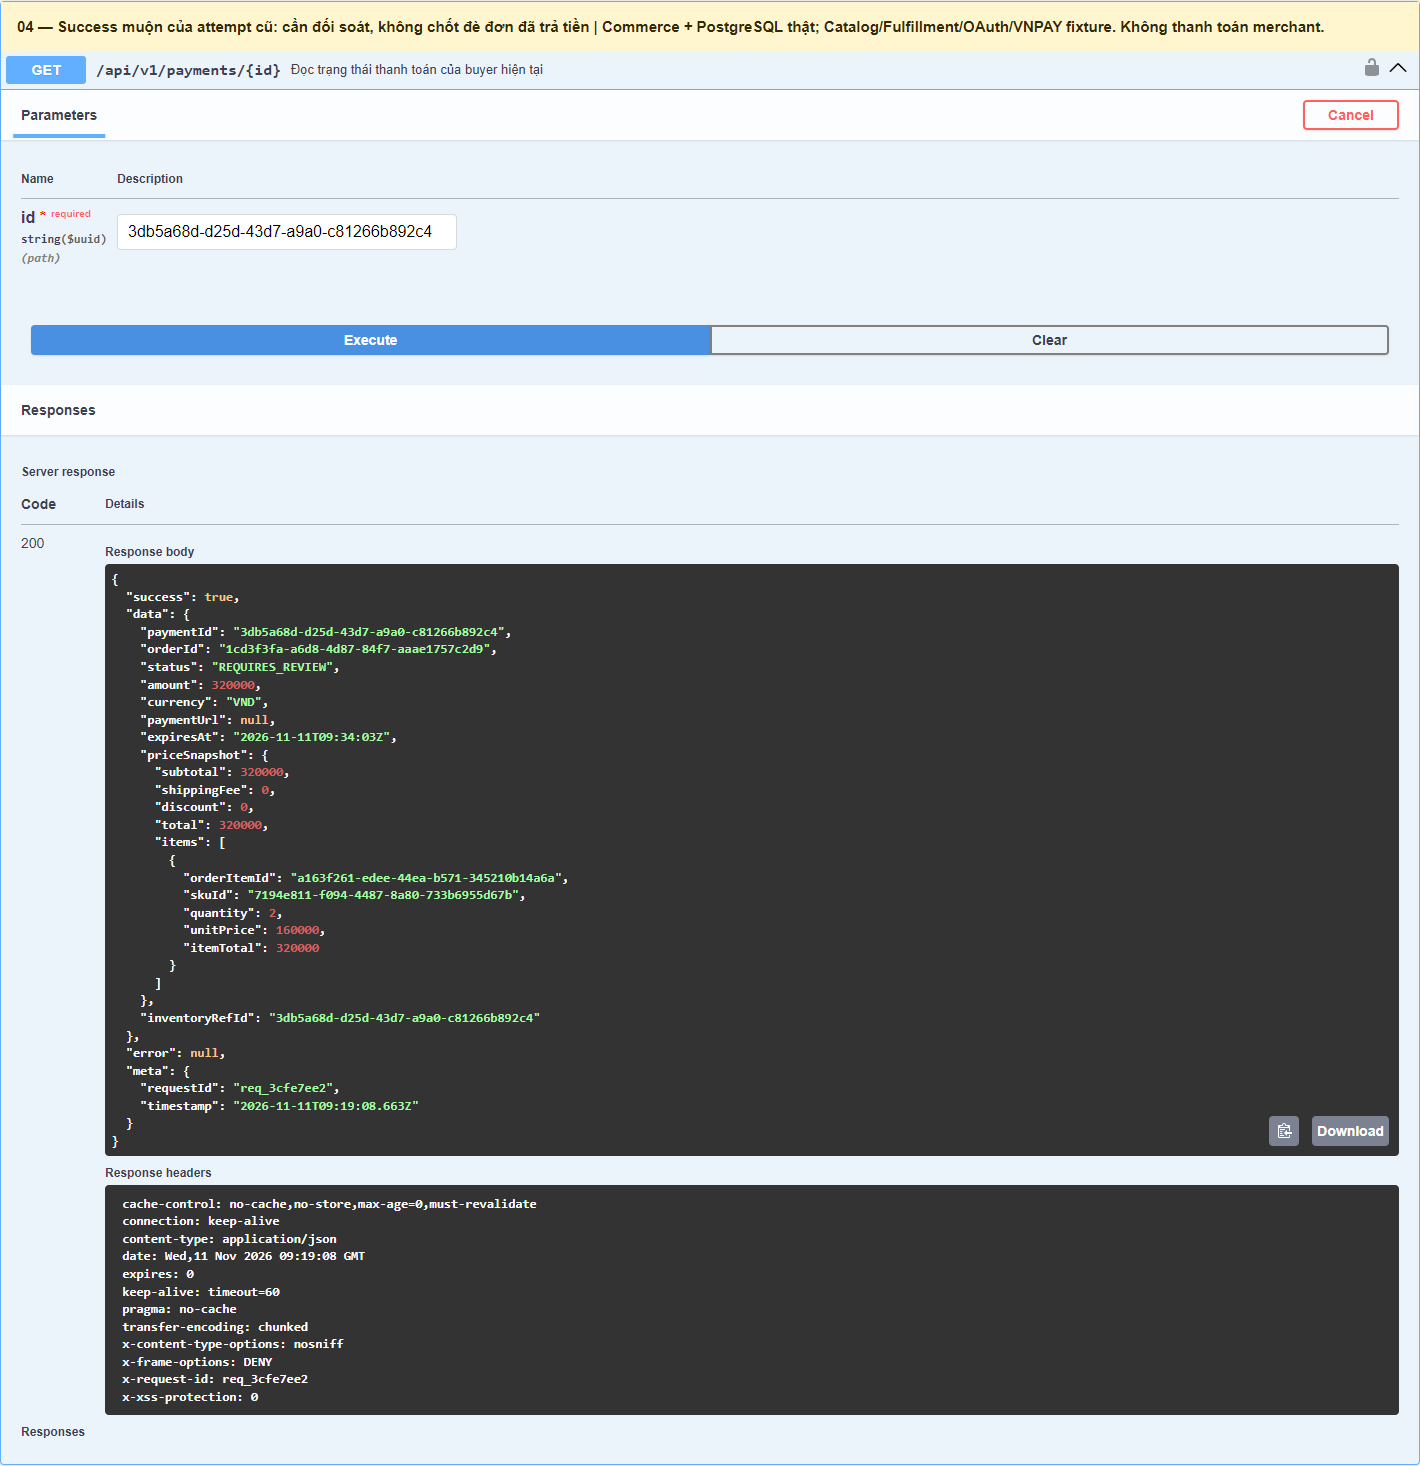 04 — Success muộn của attempt cũ: cần đối soát, không chốt đè đơn đã trả tiền | Commerce + PostgreSQL thật; Catalog/Fulfillment/OAuth/VNPAY fixture. Không thanh toán merchant.
GET /api/v1/payments/{id} Đọc trạng thái thanh toán của buyer hiện tại
Parameters
Cancel
Name Description
id * required
string($uuid)
(path)
3db5a68d-d25d-43d7-a9a0-c81266b892c4
Execute
Clear
Responses
Server response
Code Details
200
Response body
{
  "success": true,
  "data": {
    "paymentId": "3db5a68d-d25d-43d7-a9a0-c81266b892c4",
    "orderId": "1cd3f3fa-a6d8-4d87-84f7-aaae1757c2d9",
    "status": "REQUIRES_REVIEW",
    "amount": 320000,
    "currency": "VND",
    "paymentUrl": null,
    "expiresAt": "2026-11-11T09:34:03Z",
    "priceSnapshot": {
      "subtotal": 320000,
      "shippingFee": 0,
      "discount": 0,
      "total": 320000,
      "items": [
        {
          "orderItemId": "a163f261-edee-44ea-b571-345210b14a6a",
          "skuId": "7194e811-f094-4487-8a80-733b6955d67b",
          "quantity": 2,
          "unitPrice": 160000,
          "itemTotal": 320000
        }
      ]
    },
    "inventoryRefId": "3db5a68d-d25d-43d7-a9a0-c81266b892c4"
  },
  "error": null,
  "meta": {
    "requestId": "req_3cfe7ee2",
    "timestamp": "2026-11-11T09:19:08.663Z"
  }
}
Download
Response headers
cache-control: no-cache,no-store,max-age=0,must-revalidate
connection: keep-alive
content-type: application/json
date: Wed,11 Nov 2026 09:19:08 GMT
expires: 0
keep-alive: timeout=60
pragma: no-cache
transfer-encoding: chunked
x-content-type-options: nosniff
x-frame-options: DENY
x-request-id: req_3cfe7ee2
x-xss-protection: 0
Responses